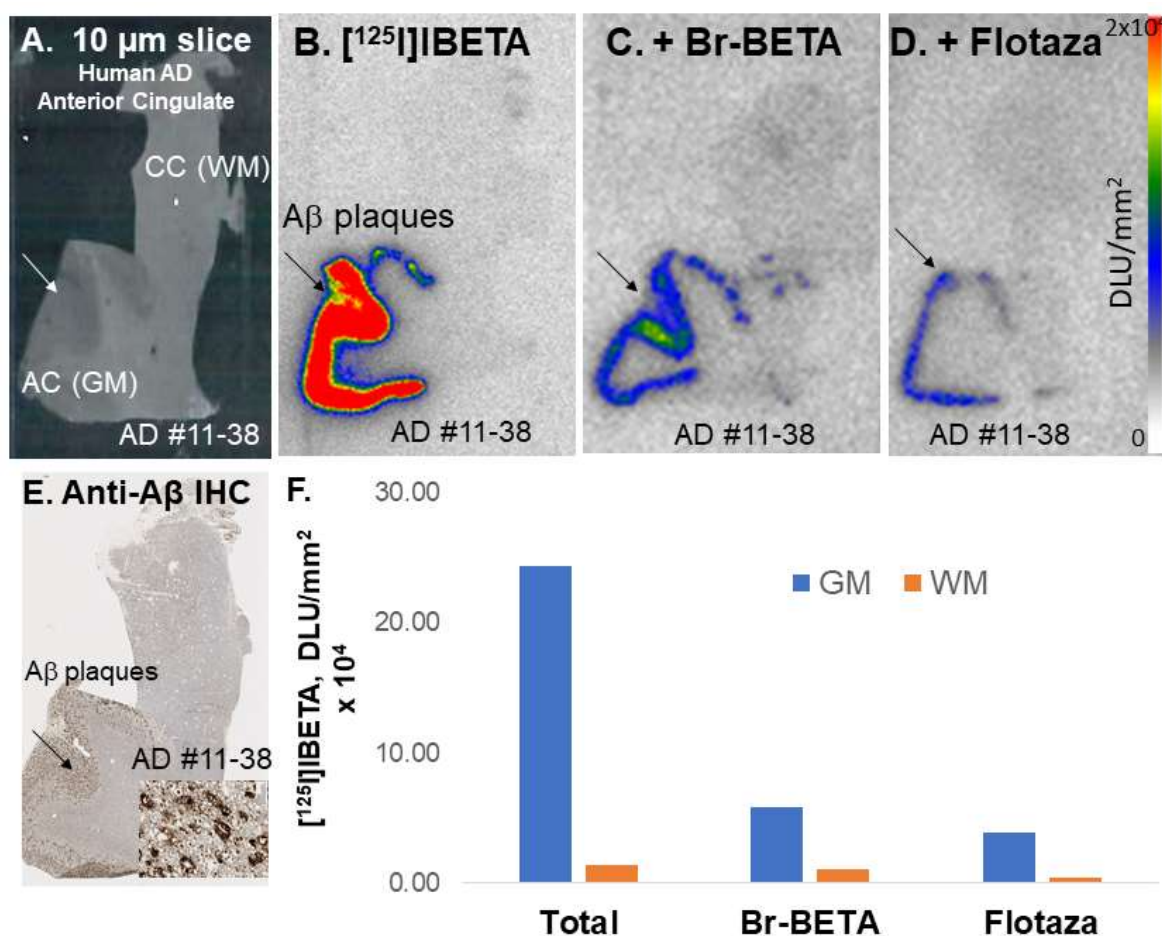 A. 10 µm slice
Human AD
Anterior Cingulate
CC (WM)
AC (GM)
AD #11-38
B. [¹²⁵I]IBETA
Aβ plaques
AD #11-38
C. + Br-BETA
AD #11-38
D. + Flotaza
AD #11-38
DLU/mm²
0
E. Anti-Aβ IHC
Aβ plaques
AD #11-38
F.
[¹²⁵I]IBETA, DLU/mm²
x 10⁴
30.00
20.00
10.00
0.00
GM
WM
Total
Br-BETA
Flotaza